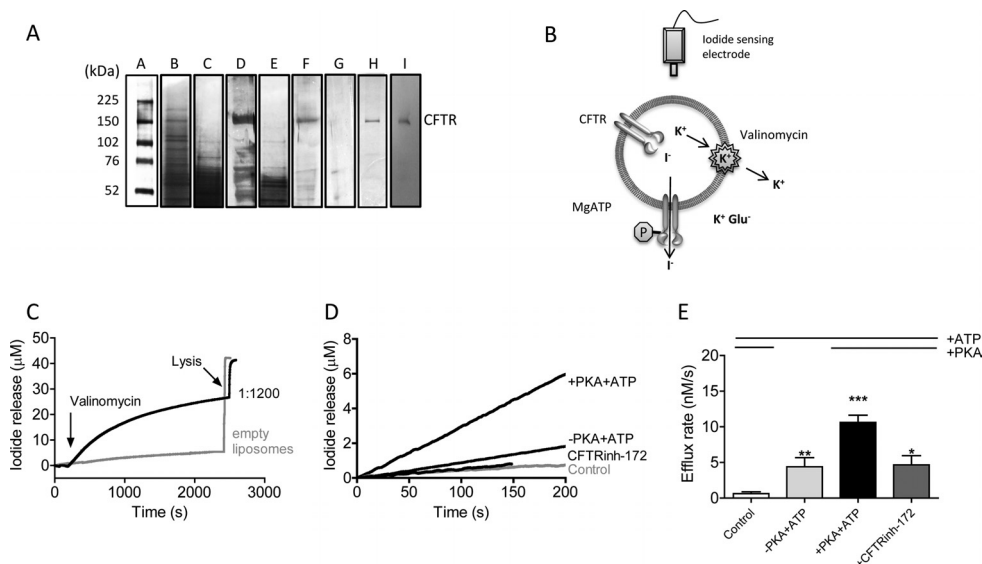 A
(kDa)
A B C D E F G H I
225
150
102
76
52
CFTR
B
Iodide sensing
electrode
CFTR
K⁺
Valinomycin
K⁺
I⁻
K⁺
MgATP
K⁺ Glu⁻
P
I⁻
C
Iodide release (µM)
50
40
30
20
10
0
Valinomycin
Lysis
1:1200
empty
liposomes
0 1000 2000 3000
Time (s)
D
Iodide release (µM)
8
6
4
2
0
+PKA+ATP
-PKA+ATP
CFTRinh-172
Control
0 50 100 150 200
Time (s)
E
+ATP
+PKA
Efflux rate (nM/s)
20
15
10
5
0
**
***
*
Control
-PKA+ATP
+PKA+ATP
+CFTRinh-172